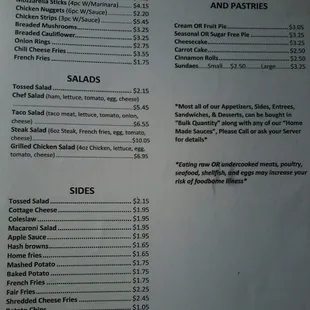 Mozzarella Sticks (4pc W/Marinara) $4.15
Chicken Nuggets (6pc W/Sauce) $2.20
Chicken Strips (3pc W/Sauce) $5.45
Breaded Mushrooms $3.25
Breaded Cauliflower $3.25
Onion Rings $2.75
Chili Cheese Fries $3.55
French Fries $1.75
SALADS
Tossed Salad $2.15
Chef Salad (ham, lettuce, tomato, egg, cheese)
$5.45
Taco Salad (taco meat, lettuce, tomato, onion,
cheese) $6.55
Steak Salad (6oz Steak, French fries, egg, tomato,
cheese) $10.05
Grilled Chicken Salad (4oz Chicken, lettuce, egg,
tomato, cheese) $6.95
SIDES
Tossed Salad $2.15
Cottage Cheese $1.95
Coleslaw $1.95
Macaroni Salad $1.95
Apple Sauce $1.95
Hash browns $1.65
Home fries $1.65
Mashed Potato $1.75
Baked Potato $1.75
French Fries $1.75
Fair Fries $2.25
Shredded Cheese Fries $2.45
Potato Chips $1.05
AND PASTRIES
Cream OR Fruit Pie $3.05
Seasonal OR Sugar Free Pie $3.25
Cheesecake $3.25
Carrot Cake $2.50
Cinnamon Rolls $2.50
Sundaes Small $2.50 Large $3.25
*Most all of our Appetizers, Sides, Entrees,
Sandwiches, & Desserts, can be bought in
"Bulk Quantity" along with any of our "Home
Made Sauces", Please Call or ask your Server
for details*
*Eating raw OR undercooked meats, poultry,
seafood, shellfish, and eggs may increase your
risk of foodborne illness*